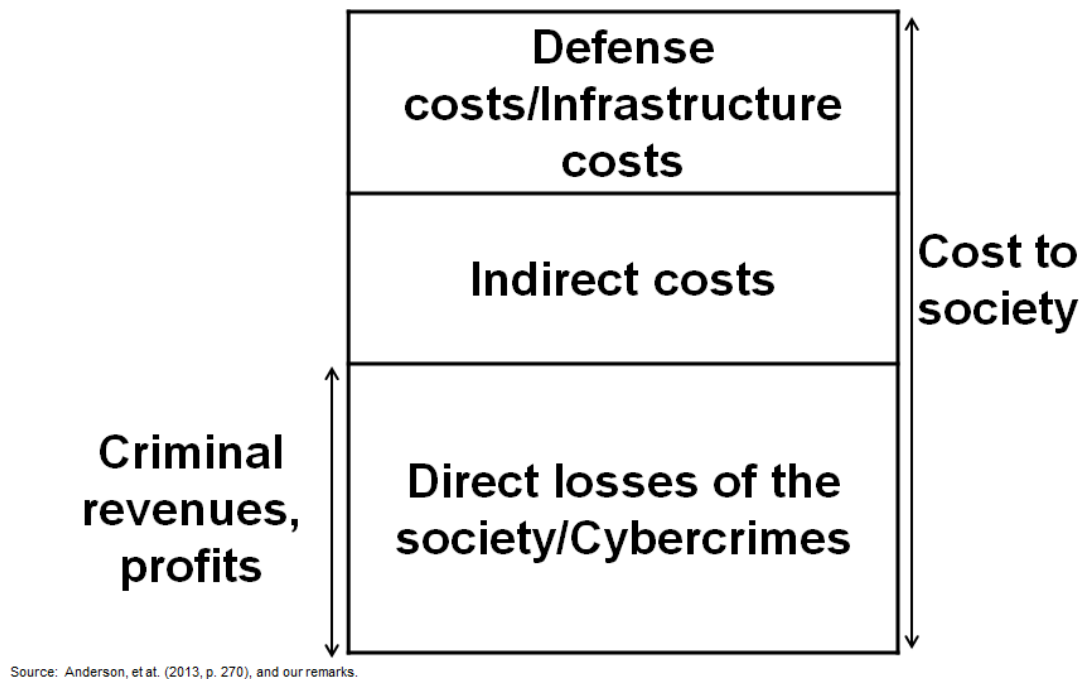 Defense
costs/Infrastructure
costs
Indirect costs
Cost to
society
Criminal
revenues,
profits
Direct losses of the
society/Cybercrimes
Source: Anderson, et at. (2013, p. 270), and our remarks.